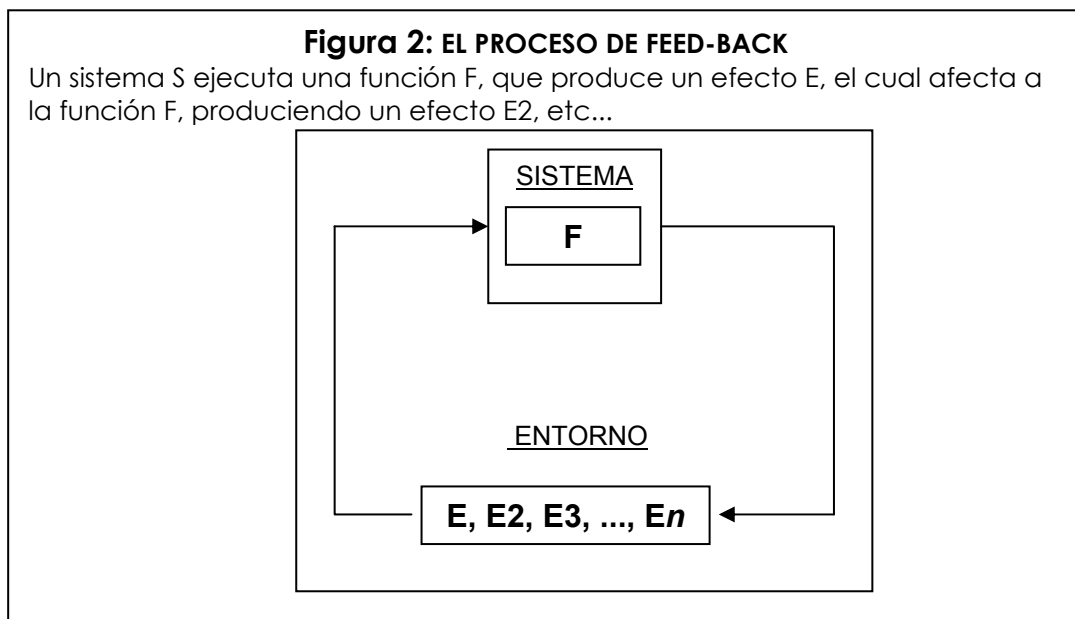 Figura 2: EL PROCESO DE FEED-BACK
Un sistema S ejecuta una función F, que produce un efecto E, el cual afecta a
la función F, produciendo un efecto E2, etc...
SISTEMA
F
ENTORNO
E, E2, E3, ..., En